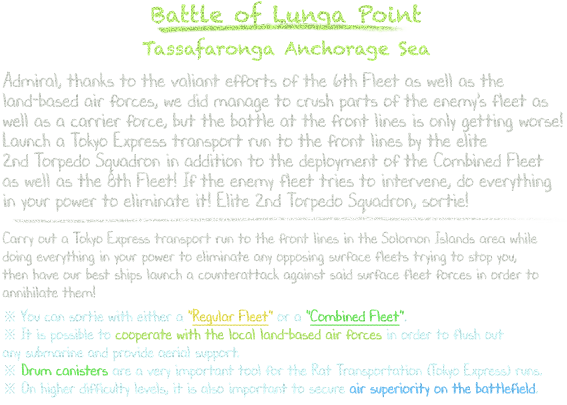 Battle of Lunga Point
Tassafaronga Anchorage Sea
Admiral, thanks to the valiant efforts of the 6th Fleet as well as the
land-based air forces, we did manage to crush parts of the enemy's fleet as
well as a carrier force, but the battle at the front lines is only getting worse!
Launch a Tokyo Express transport run to the front lines by the elite
2nd Torpedo Squadron in addition to the deployment of the Combined Fleet
as well as the 8th Fleet! If the enemy fleet tries to intervene, do everything
in your power to eliminate it! Elite 2nd Torpedo Squadron, sortie!
Carry out a Tokyo Express transport run to the front lines in the Solomon Islands area while
doing everything in your power to eliminate any opposing surface fleets trying to stop you,
then have our best ships launch a counterattack against said surface fleet forces in order to
annihilate them!
※ You can sortie with either a "Regular Fleet" or a "Combined Fleet".
※ It is possible to cooperate with the local land-based air forces in order to flush out
any submarine and provide aerial support.
※ Drum canisters are a very important tool for the Rat Transportation (Tokyo Express) runs.
※ On higher difficulty levels, it is also important to secure air superiority on the battlefield.